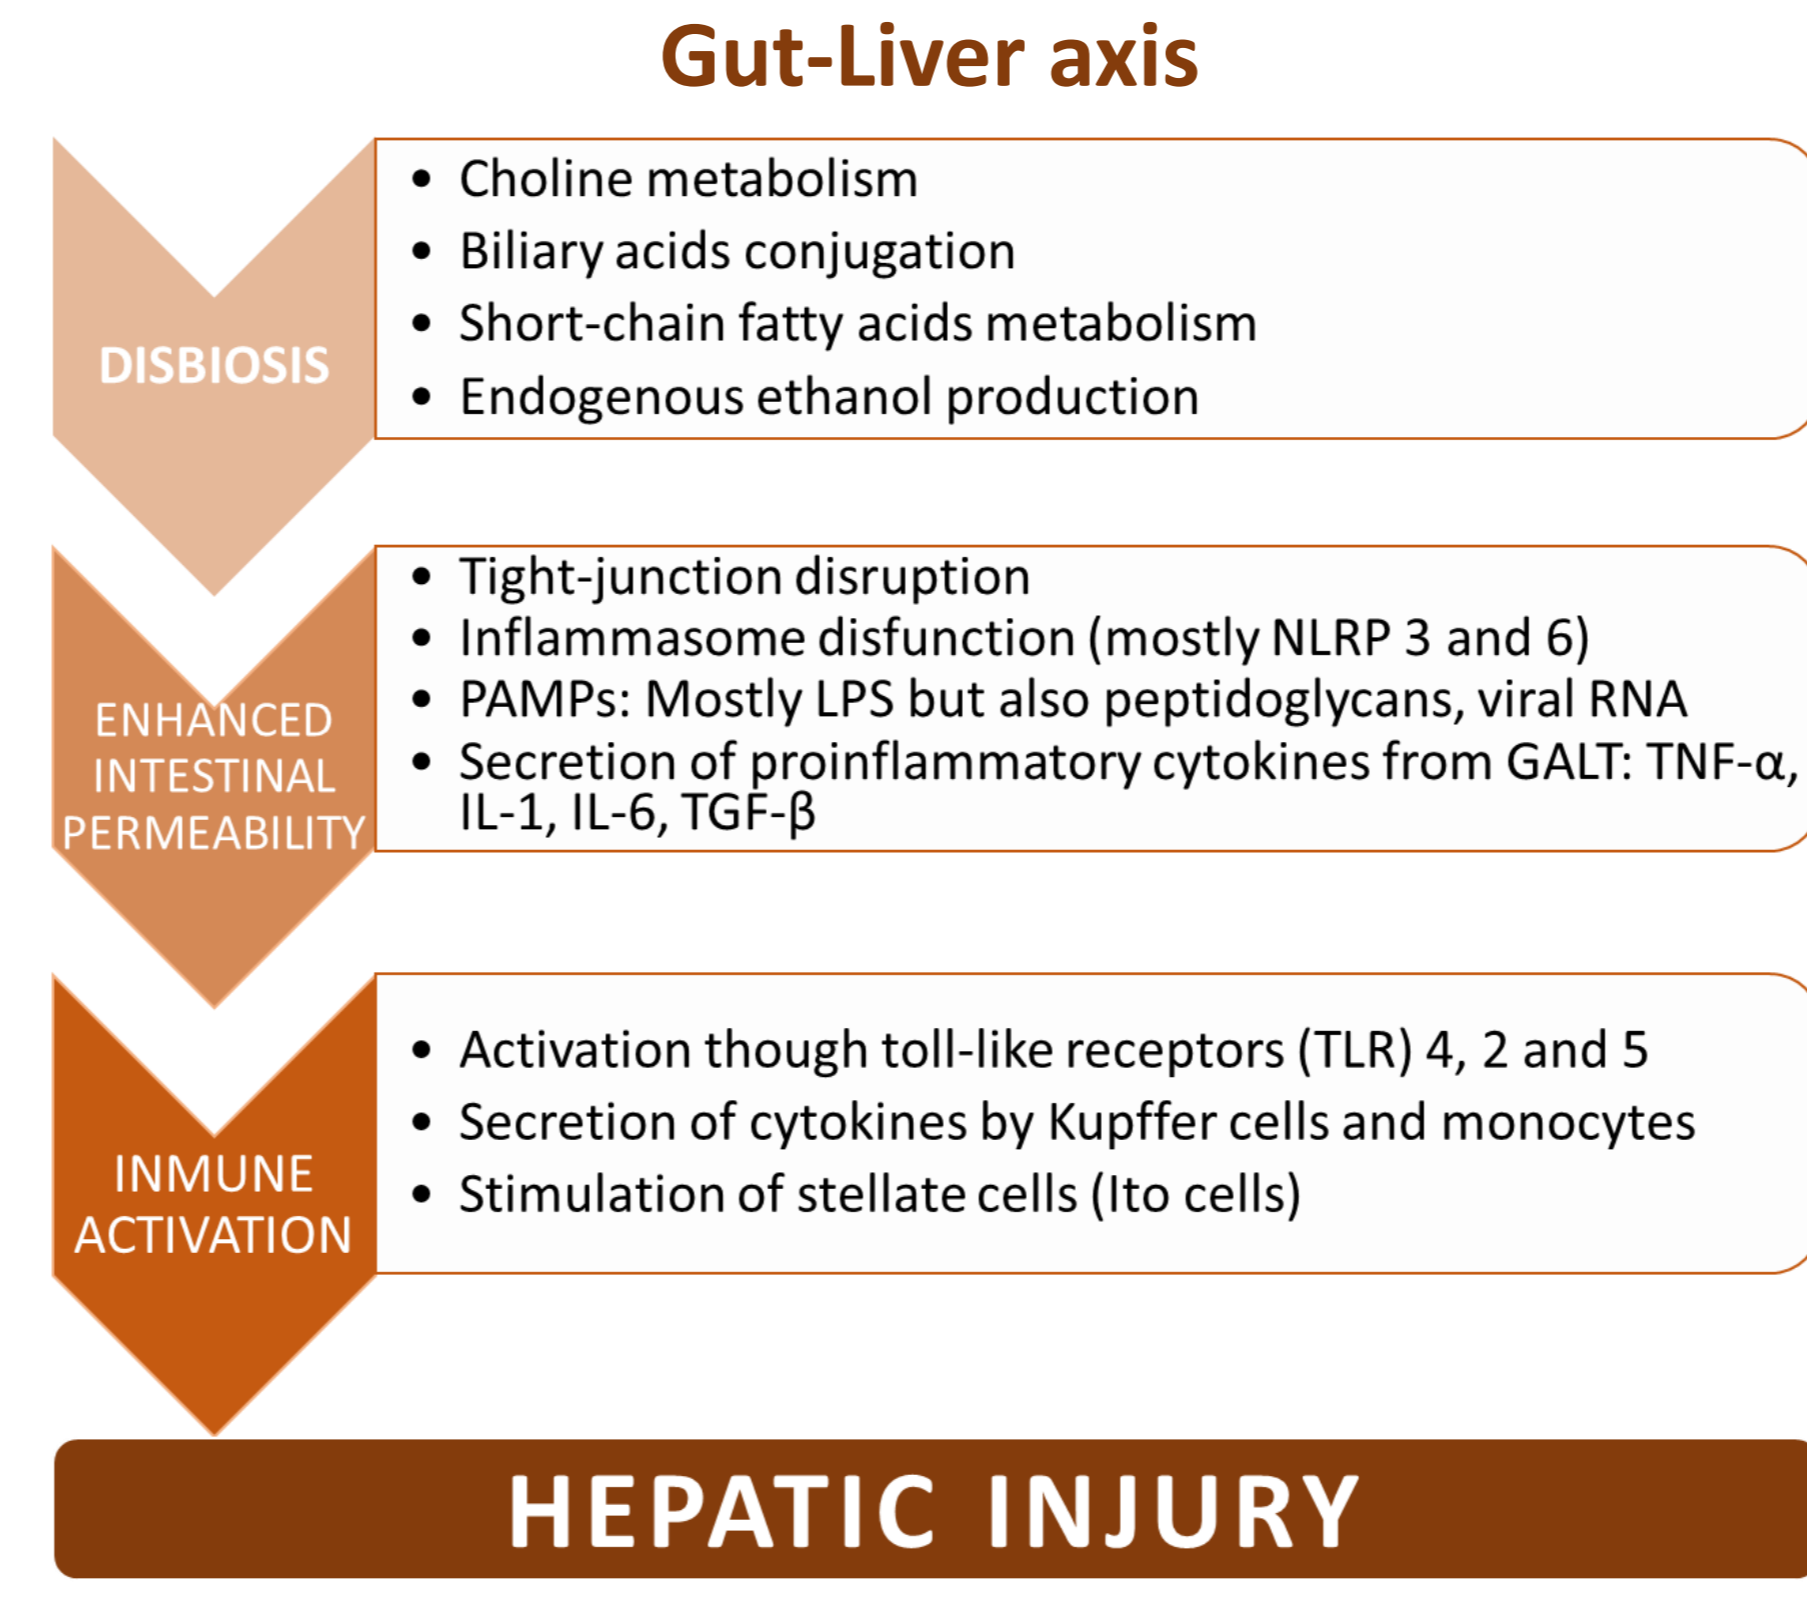 Gut-Liver axis
DISBIOSIS
• Choline metabolism
• Biliary acids conjugation
• Short-chain fatty acids metabolism
• Endogenous ethanol production
ENHANCED
INTESTINAL
PERMEABILITY
• Tight-junction disruption
• Inflammasome disfunction (mostly NLRP 3 and 6)
• PAMPs: Mostly LPS but also peptidoglycans, viral RNA
• Secretion of proinflammatory cytokines from GALT: TNF-α,
IL-1, IL-6, TGF-β
INMUNE
ACTIVATION
• Activation though toll-like receptors (TLR) 4, 2 and 5
• Secretion of cytokines by Kupffer cells and monocytes
• Stimulation of stellate cells (Ito cells)
HEPATIC INJURY